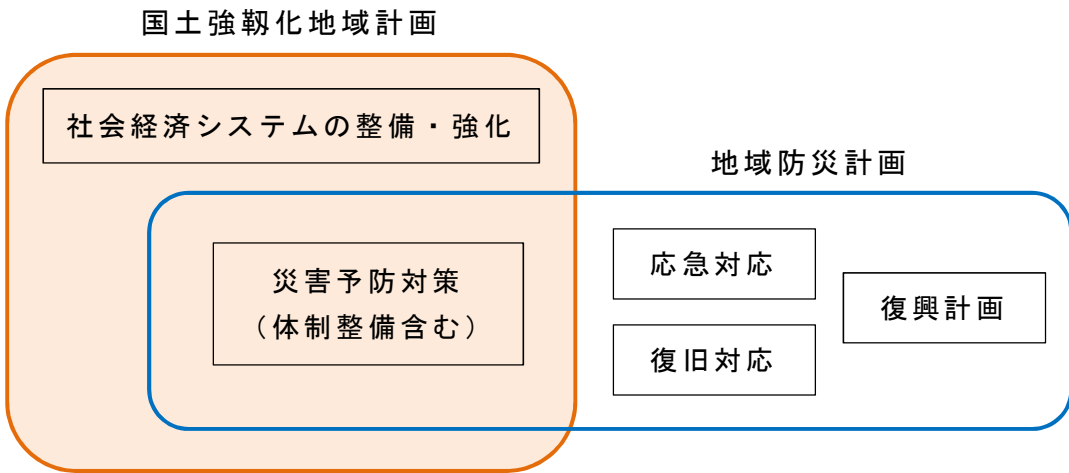 国土強靱化地域計画
社会経済システムの整備・強化
地域防災計画
災害予防対策
（体制整備含む）
応急対応
復旧対応
復興計画